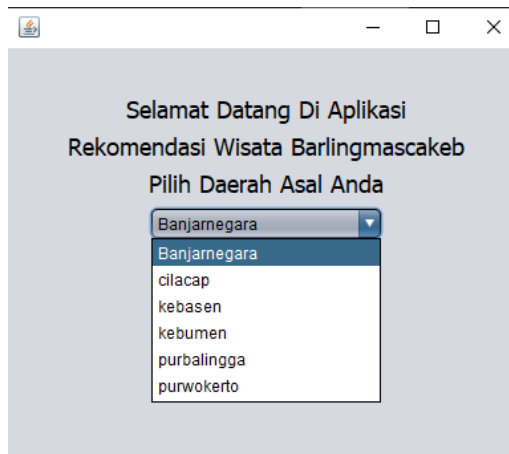 Selamat Datang Di Aplikasi
Rekomendasi Wisata Barlingmascakeb
Pilih Daerah Asal Anda
Banjarnegara
Banjarnegara
cilacap
kebasen
kebumen
purbalingga
purwokerto